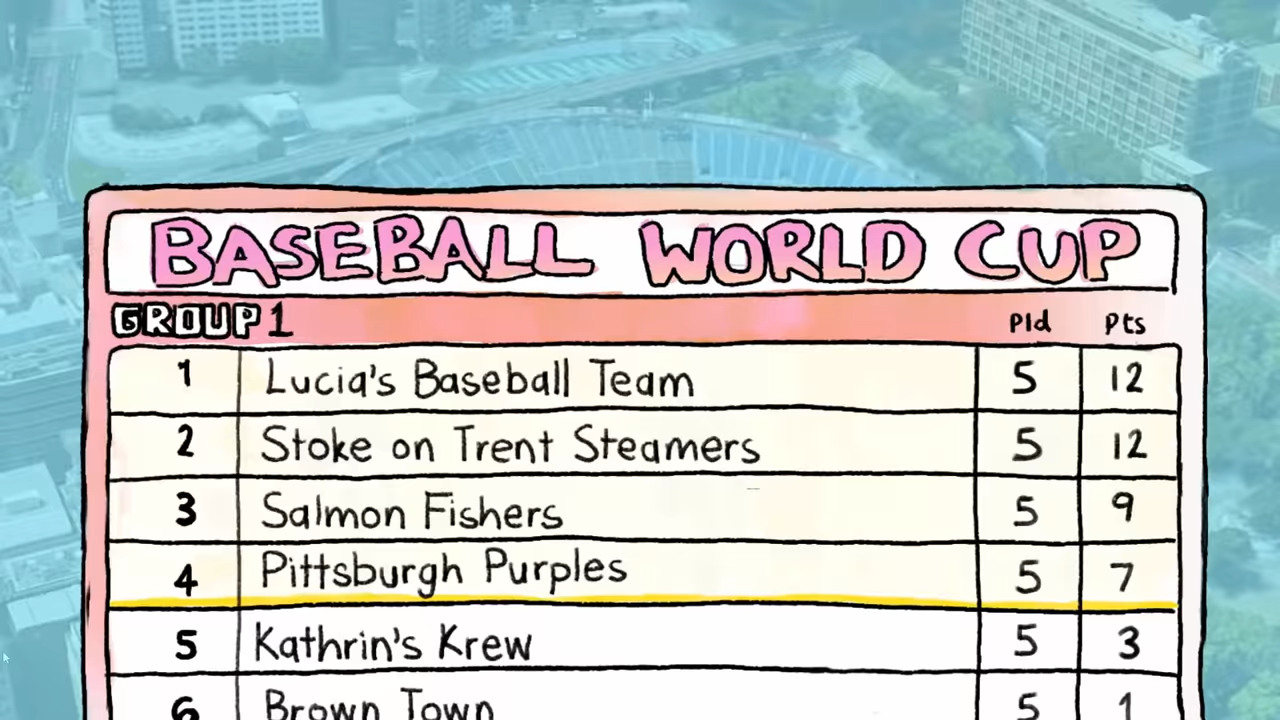 BASEBALL WORLD CUP
GROUP 1 Pld Pts
1 Lucia's Baseball Team 5 12
2 Stoke on Trent Steamers 5 12
3 Salmon Fishers 5 9
4 Pittsburgh Purples 5 7
5 Kathrin's Krew 5 3
6 Brown Town 5 1